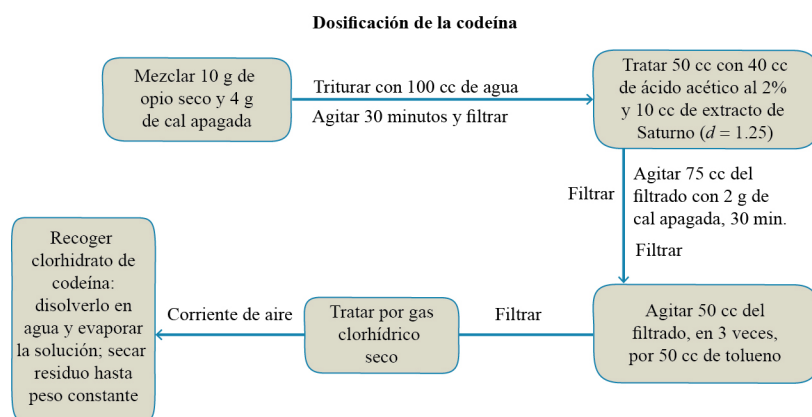 Dosificación de la codeína
Mezclar 10 g de
opio seco y 4 g
de cal apagada
Triturar con 100 cc de agua
Agitar 30 minutos y filtrar
Tratar 50 cc con 40 cc
de ácido acético al 2%
y 10 cc de extracto de
Saturno (d = 1.25)
Filtrar
Agitar 75 cc del
filtrado con 2 g de
cal apagada, 30 min.
Filtrar
Agitar 50 cc del
filtrado, en 3 veces,
por 50 cc de tolueno
Filtrar
Tratar por gas
clorhídrico
seco
Corriente de aire
Recoger
clorhidrato de
codeína:
disolverlo en
agua y evaporar
la solución; secar
residuo hasta
peso constante